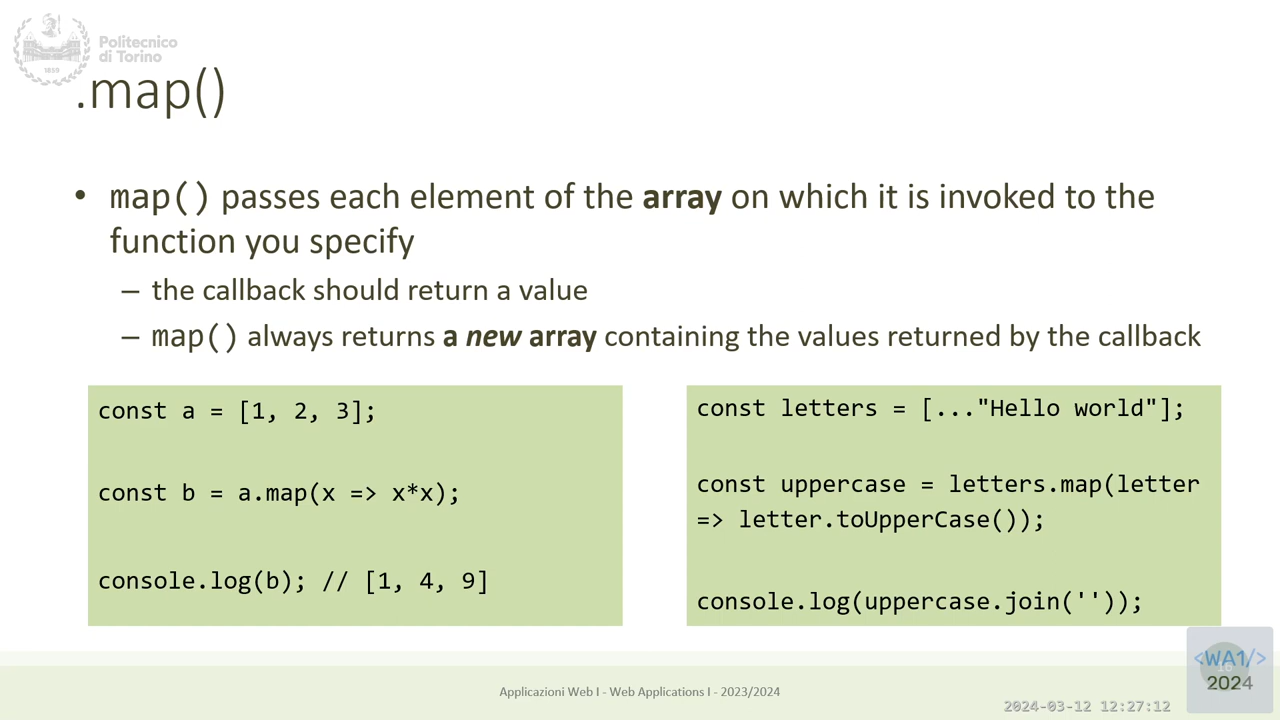 Politecnico
di Torino
1859
.map()
• map() passes each element of the array on which it is invoked to the
function you specify
– the callback should return a value
– map() always returns a new array containing the values returned by the callback
const a = [1, 2, 3];
const b = a.map(x => x*x);
console.log(b); // [1, 4, 9]
const letters = [..."Hello world"];
const uppercase = letters.map(letter
=> letter.toUpperCase());
console.log(uppercase.join(''));
Applicazioni Web I - Web Applications I - 2023/2024
<WA1/>
2024
2024-03-12 12:27:12